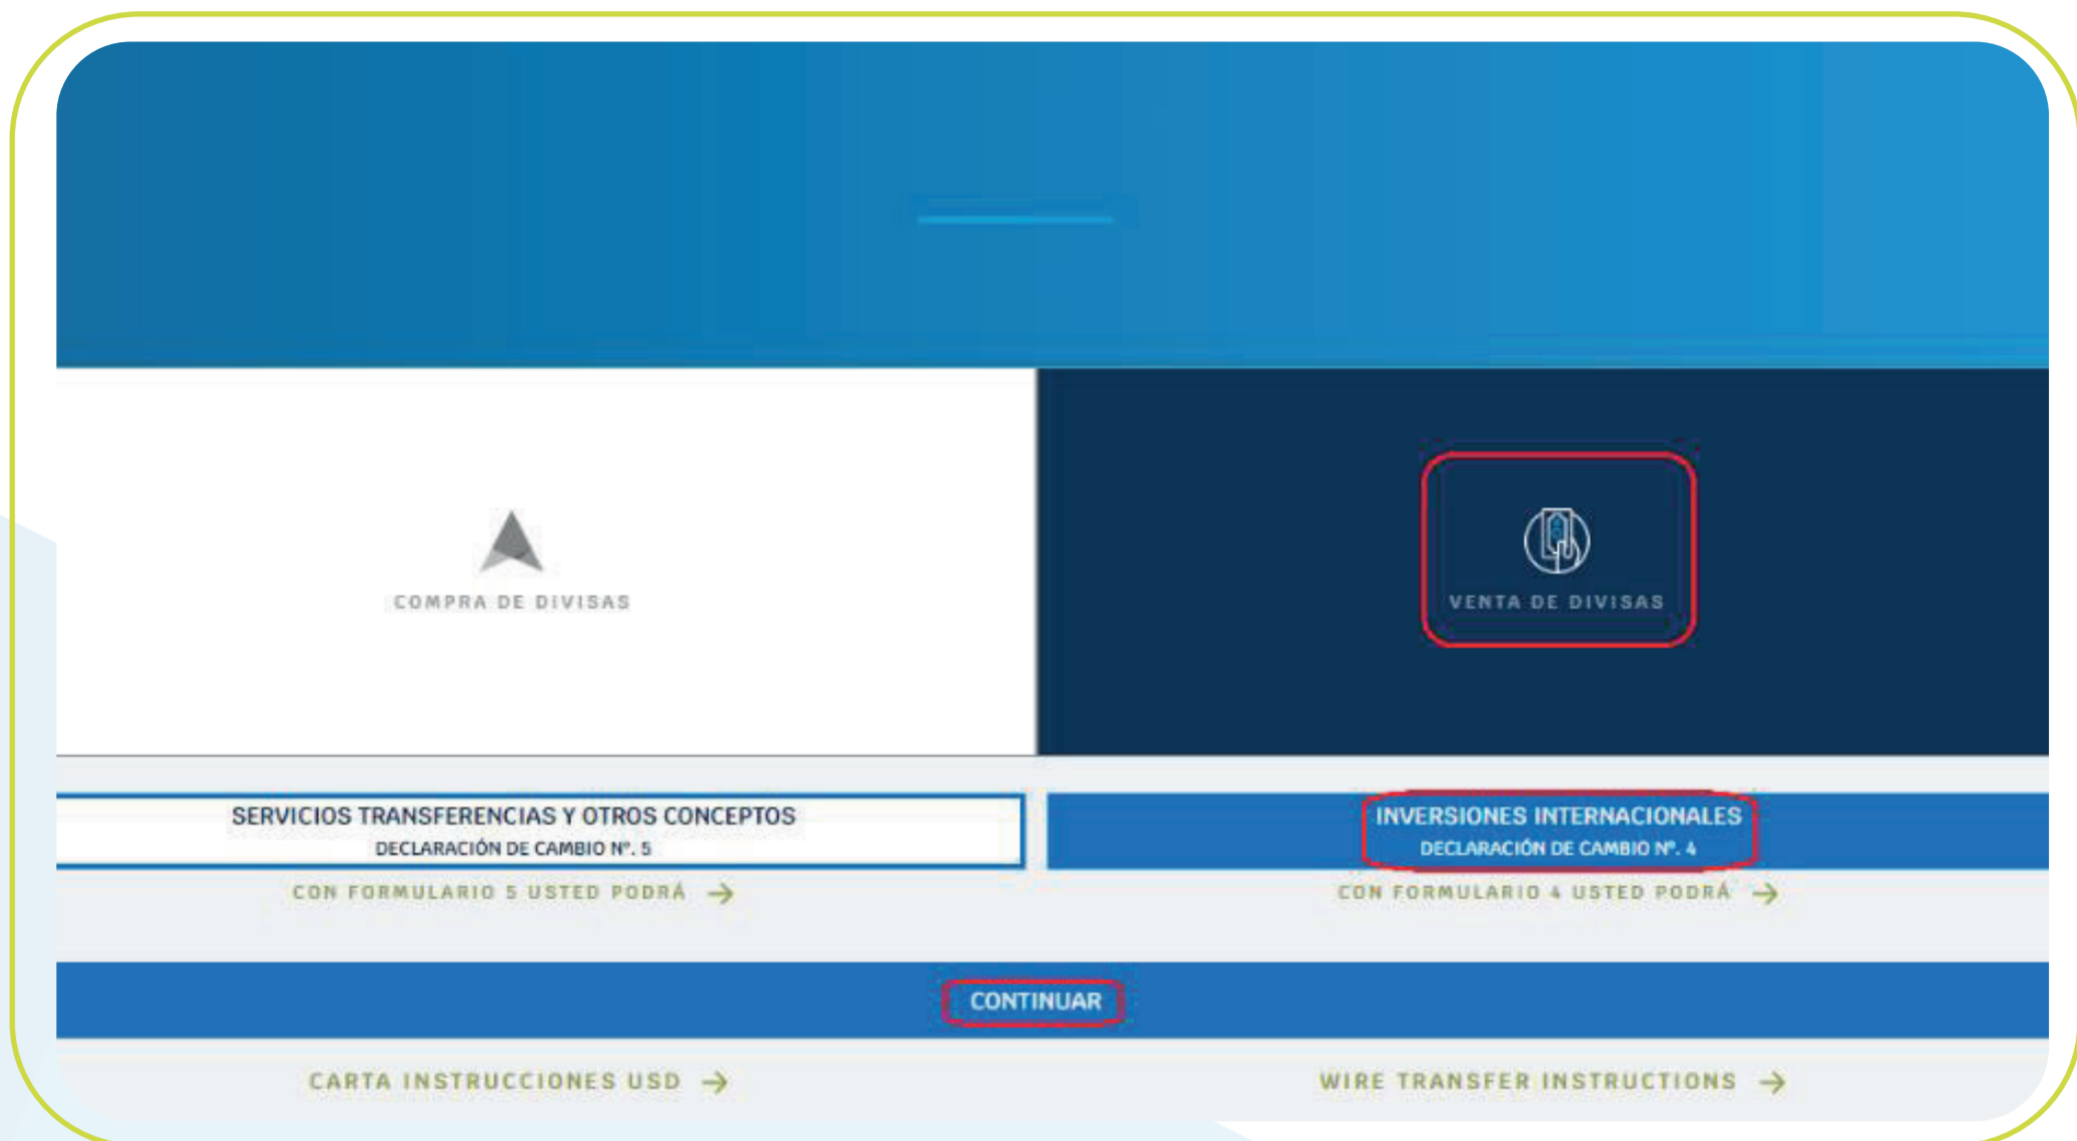 COMPRA DE DIVISAS
VENTA DE DIVISAS
SERVICIOS TRANSFERENCIAS Y OTROS CONCEPTOS
DECLARACIÓN DE CAMBIO Nº. 5
INVERSIONES INTERNACIONALES
DECLARACIÓN DE CAMBIO Nº. 4
CON FORMULARIO 5 USTED PODRÁ →
CON FORMULARIO 4 USTED PODRÁ →
CONTINUAR
CARTA INSTRUCCIONES USD →
WIRE TRANSFER INSTRUCTIONS →